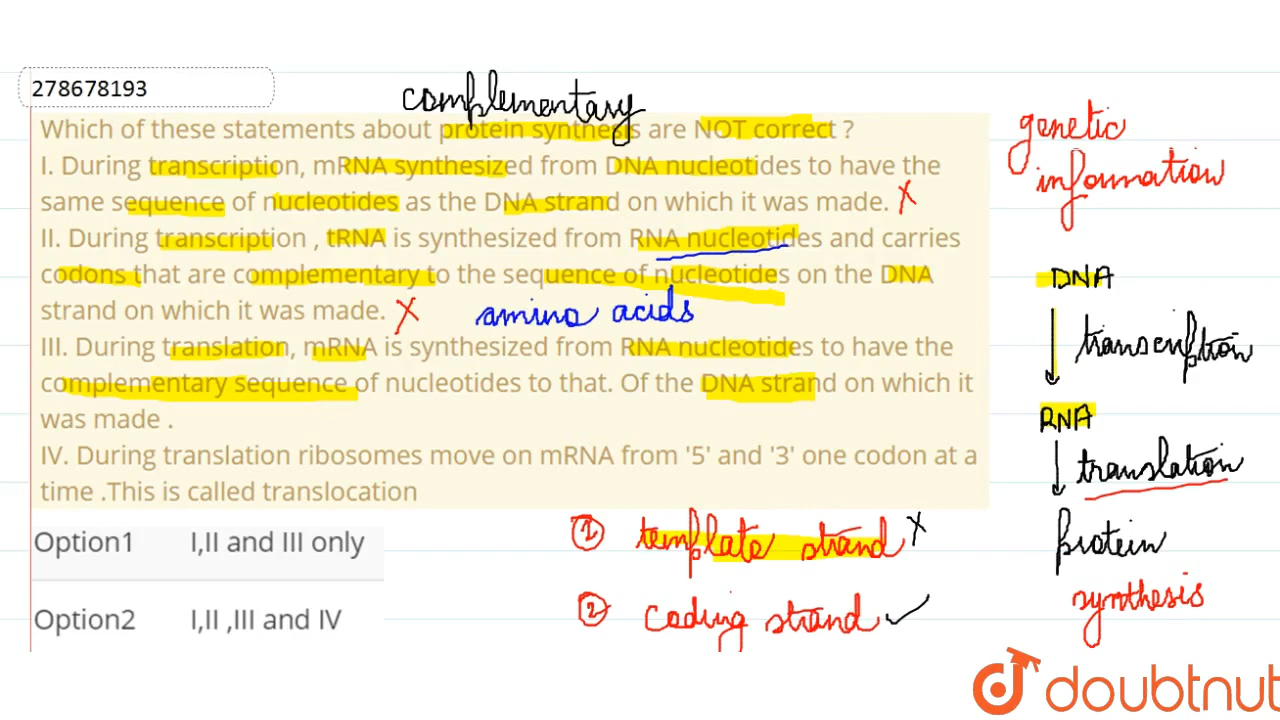 278678193
complementary
Which of these statements about protein synthesis are NOT correct ?
I. During transcription, mRNA synthesized from DNA nucleotides to have the
same sequence of nucleotides as the DNA strand on which it was made. X
II. During transcription , tRNA is synthesized from RNA nucleotides and carries
codons that are complementary to the sequence of nucleotides on the DNA
strand on which it was made. X
amino acids
III. During translation, mRNA is synthesized from RNA nucleotides to have the
complementary sequence of nucleotides to that. Of the DNA strand on which it
was made .
IV. During translation ribosomes move on mRNA from '5' and '3' one codon at a
time .This is called translocation
Option1 I,II and III only
Option2 I,II ,III and IV
① template strand X
② coding strand ✓
genetic
information
DNA
transcription
RNA
translation
protein
synthesis
doubtnut